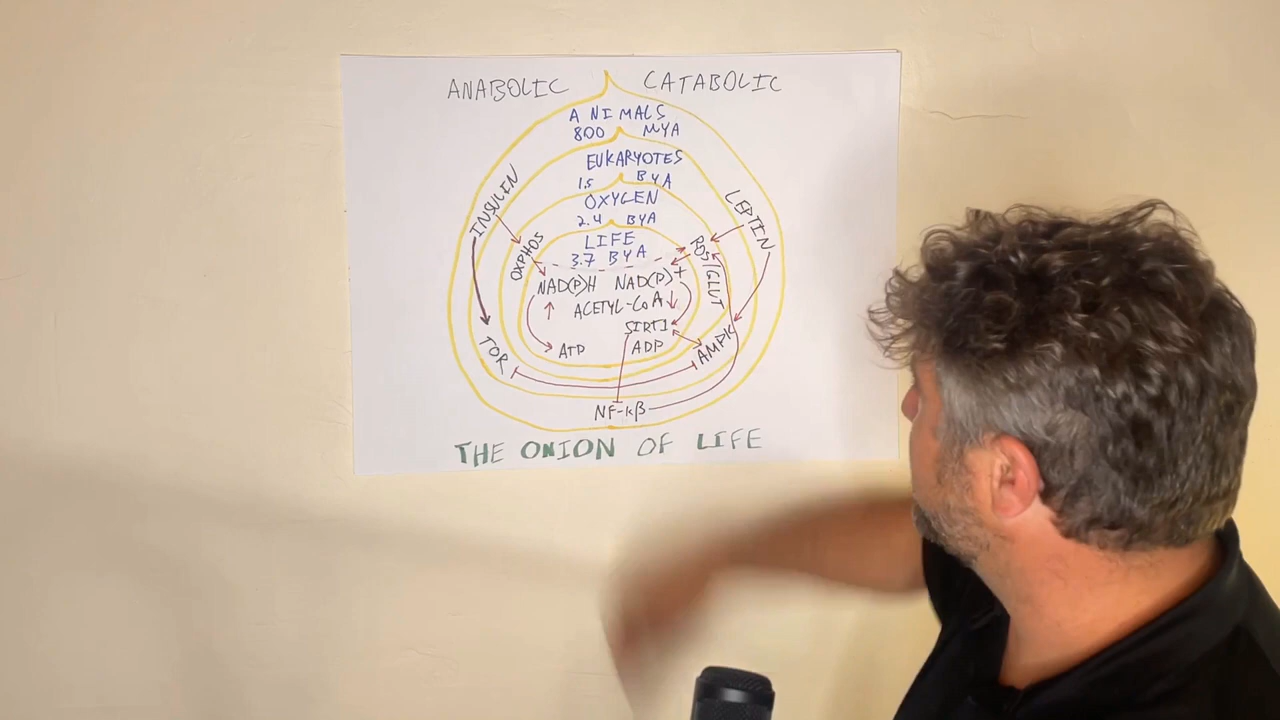 ANABOLIC CATABOLIC
ANIMALS
800 MYA
EUKARYOTES
1.5 BYA
INSULIN
OXYGEN
LEPTIN
2.4 BYA
LIFE
3.7 BYA
OXPHOS
ROS/GLUT
NAD(P)H NAD(P)+
ACETYL-CoA
SIRT1
TOR
ATP
ADP
AMPK
NF-kβ
THE ONION OF LIFE